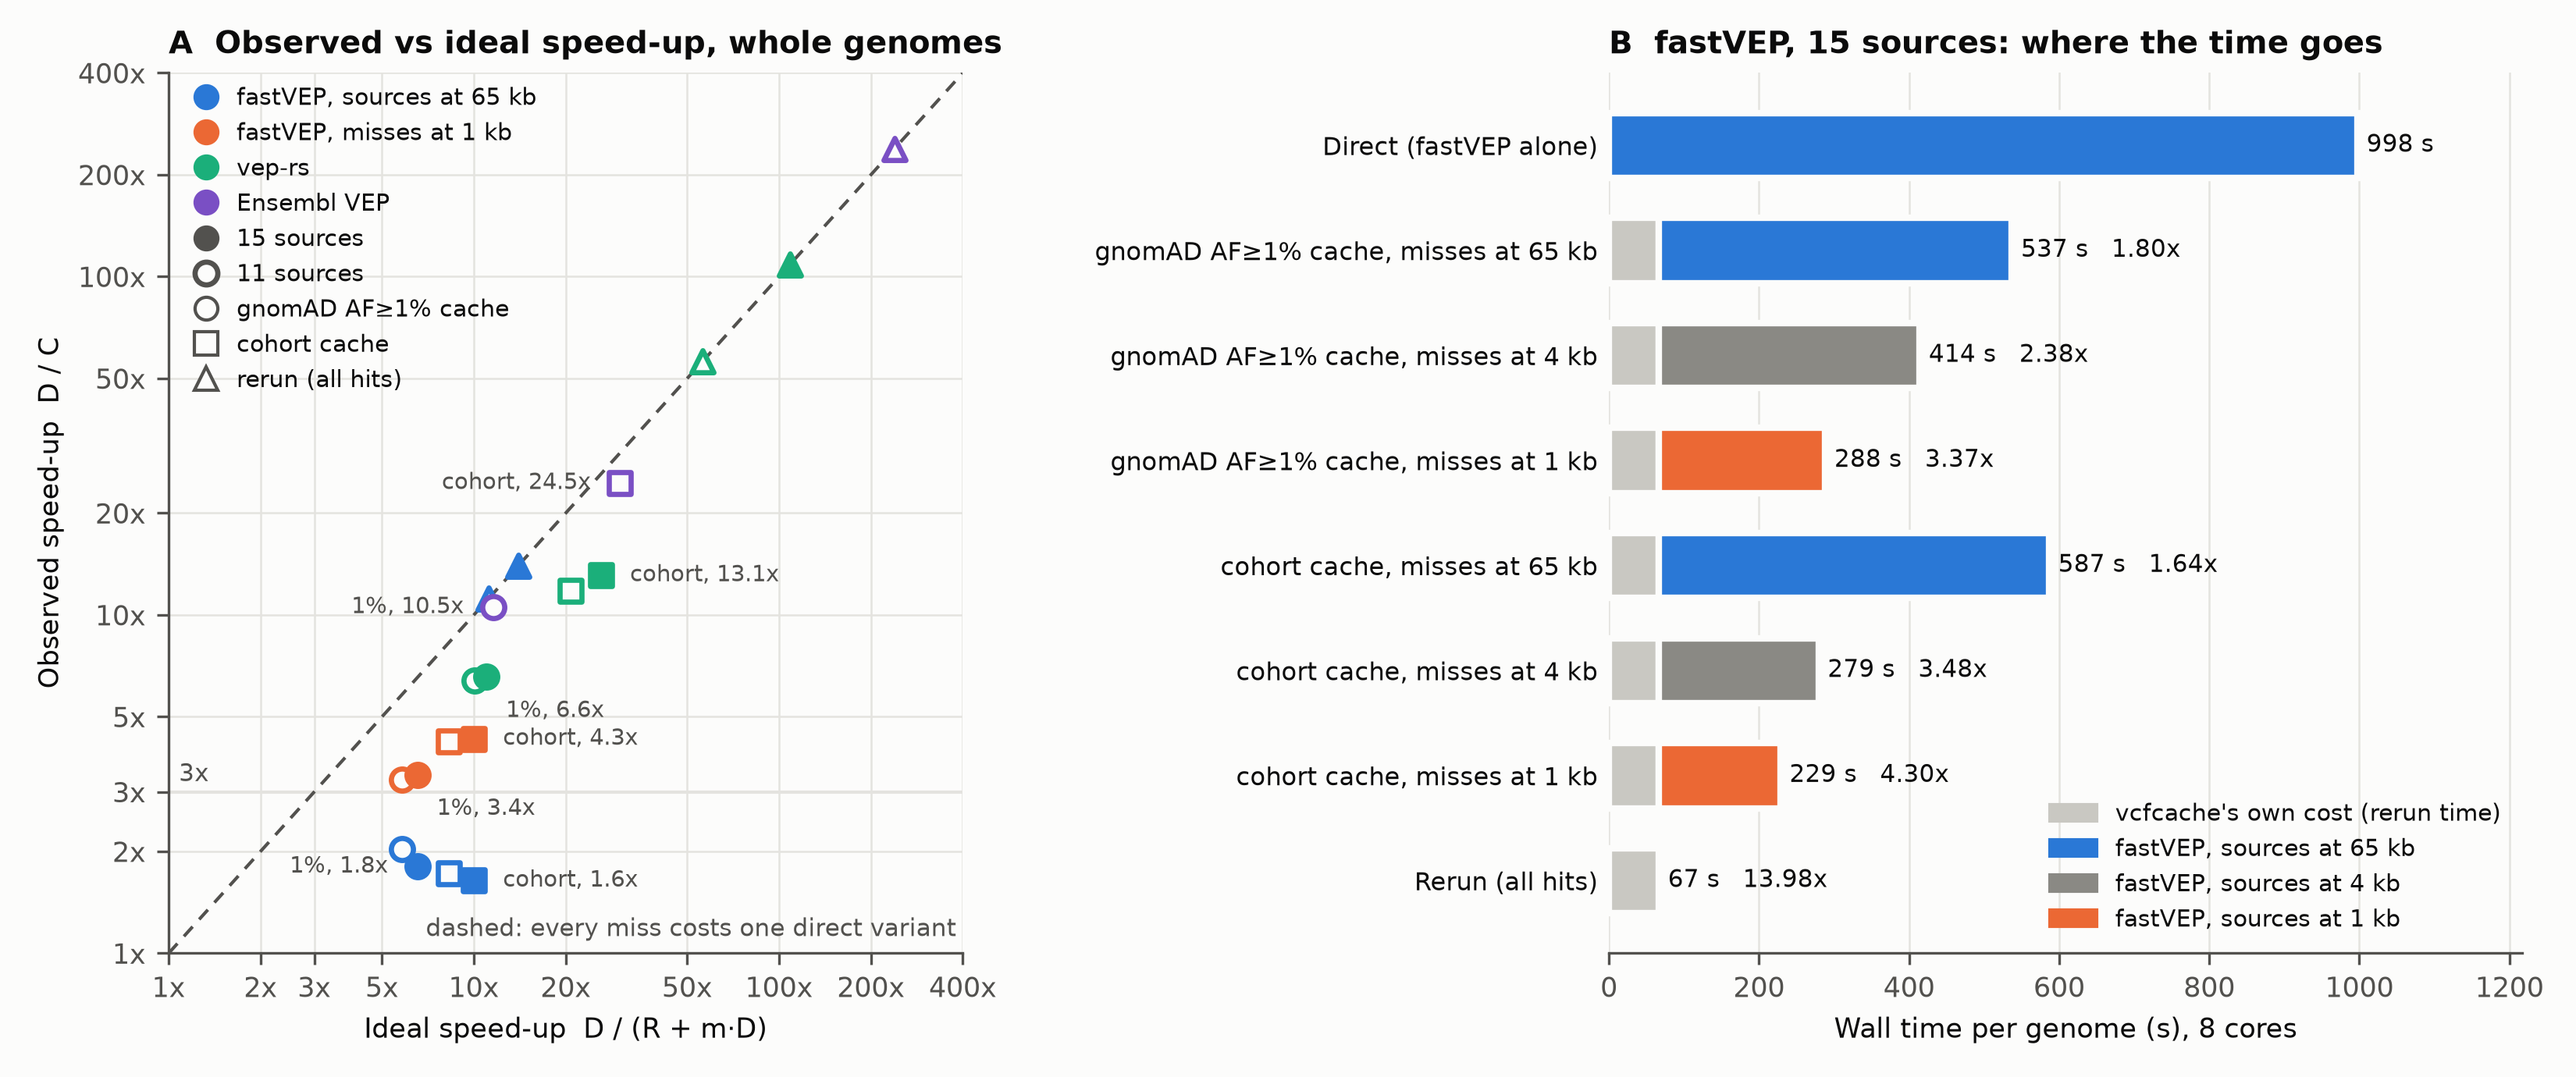 A  Observed vs ideal speed-up, whole genomes
400x
200x
100x
50x
20x
10x
5x
3x
2x
1x
Observed speed-up  D / C
fastVEP, sources at 65 kb
fastVEP, misses at 1 kb
vep-rs
Ensembl VEP
15 sources
11 sources
gnomAD AF≥1% cache
cohort cache
rerun (all hits)
cohort, 24.5x
cohort, 13.1x
1%, 10.5x
1%, 6.6x
cohort, 4.3x
3x
1%, 3.4x
1%, 1.8x
cohort, 1.6x
dashed: every miss costs one direct variant
1x 2x 3x 5x 10x 20x 50x 100x 200x 400x
Ideal speed-up  D / (R + m·D)
B  fastVEP, 15 sources: where the time goes
Direct (fastVEP alone) 998 s
gnomAD AF≥1% cache, misses at 65 kb 537 s 1.80x
gnomAD AF≥1% cache, misses at 4 kb 414 s 2.38x
gnomAD AF≥1% cache, misses at 1 kb 288 s 3.37x
cohort cache, misses at 65 kb 587 s 1.64x
cohort cache, misses at 4 kb 279 s 3.48x
cohort cache, misses at 1 kb 229 s 4.30x
Rerun (all hits) 67 s 13.98x
vcfcache's own cost (rerun time)
fastVEP, sources at 65 kb
fastVEP, sources at 4 kb
fastVEP, sources at 1 kb
0 200 400 600 800 1000 1200
Wall time per genome (s), 8 cores